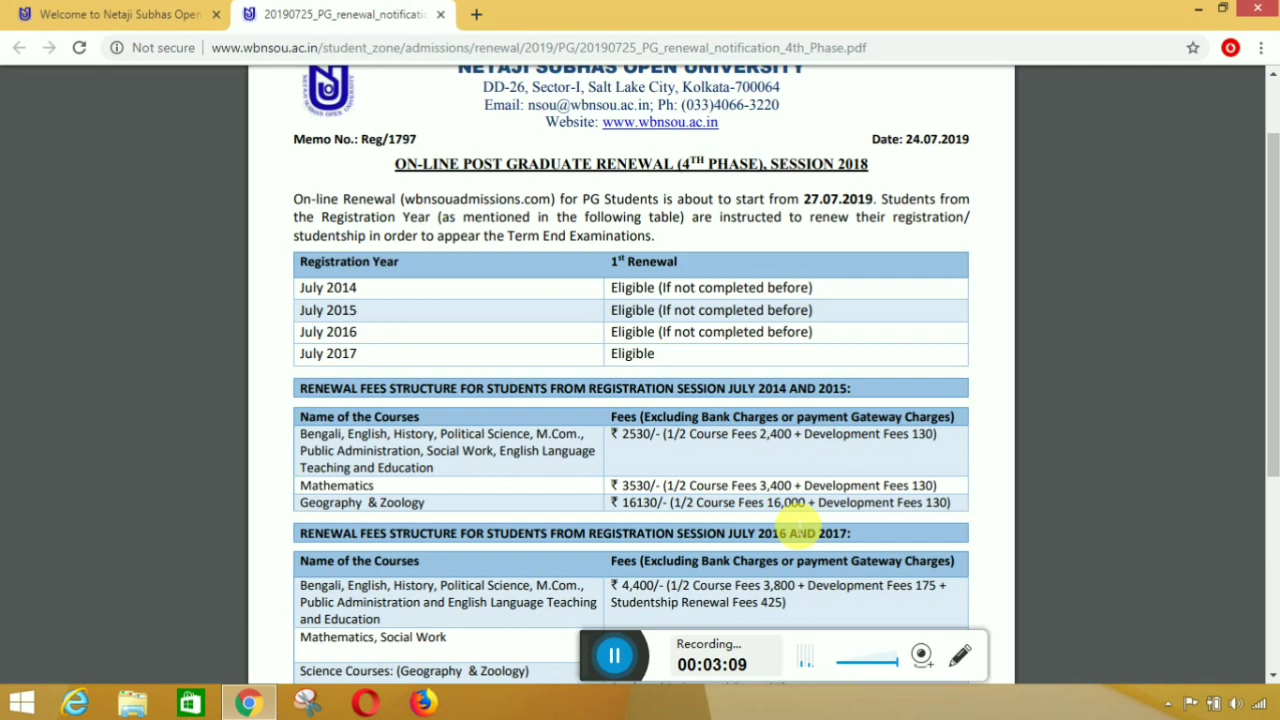 Welcome to Netaji Subhas Open
20190725_PG_renewal_notificati
Not secure
www.wbnsou.ac.in/student_zone/admissions/renewal/2019/PG/20190725_PG_renewal_notification_4th_Phase.pdf
NETAJI SUBHAS OPEN UNIVERSITY
DD-26, Sector-I, Salt Lake City, Kolkata-700064
Email: nsou@wbnsou.ac.in; Ph: (033)4066-3220
Website: www.wbnsou.ac.in
Memo No.: Reg/1797 Date: 24.07.2019
ON-LINE POST GRADUATE RENEWAL (4TH PHASE), SESSION 2018
On-line Renewal (wbnsouadmissions.com) for PG Students is about to start from 27.07.2019. Students from
the Registration Year (as mentioned in the following table) are instructed to renew their registration/
studentship in order to appear the Term End Examinations.
Registration Year 1st Renewal
July 2014 Eligible (If not completed before)
July 2015 Eligible (If not completed before)
July 2016 Eligible (If not completed before)
July 2017 Eligible
RENEWAL FEES STRUCTURE FOR STUDENTS FROM REGISTRATION SESSION JULY 2014 AND 2015:
Name of the Courses Fees (Excluding Bank Charges or payment Gateway Charges)
Bengali, English, History, Political Science, M.Com., ₹ 2530/- (1/2 Course Fees 2,400 + Development Fees 130)
Public Administration, Social Work, English Language
Teaching and Education
Mathematics ₹ 3530/- (1/2 Course Fees 3,400 + Development Fees 130)
Geography & Zoology ₹ 16130/- (1/2 Course Fees 16,000 + Development Fees 130)
RENEWAL FEES STRUCTURE FOR STUDENTS FROM REGISTRATION SESSION JULY 2016 AND 2017:
Name of the Courses Fees (Excluding Bank Charges or payment Gateway Charges)
Bengali, English, History, Political Science, M.Com., ₹ 4,400/- (1/2 Course Fees 3,800 + Development Fees 175 +
Public Administration and English Language Teaching Studentship Renewal Fees 425)
and Education
Mathematics, Social Work
Science Courses: (Geography & Zoology)
Recording...
00:03:09